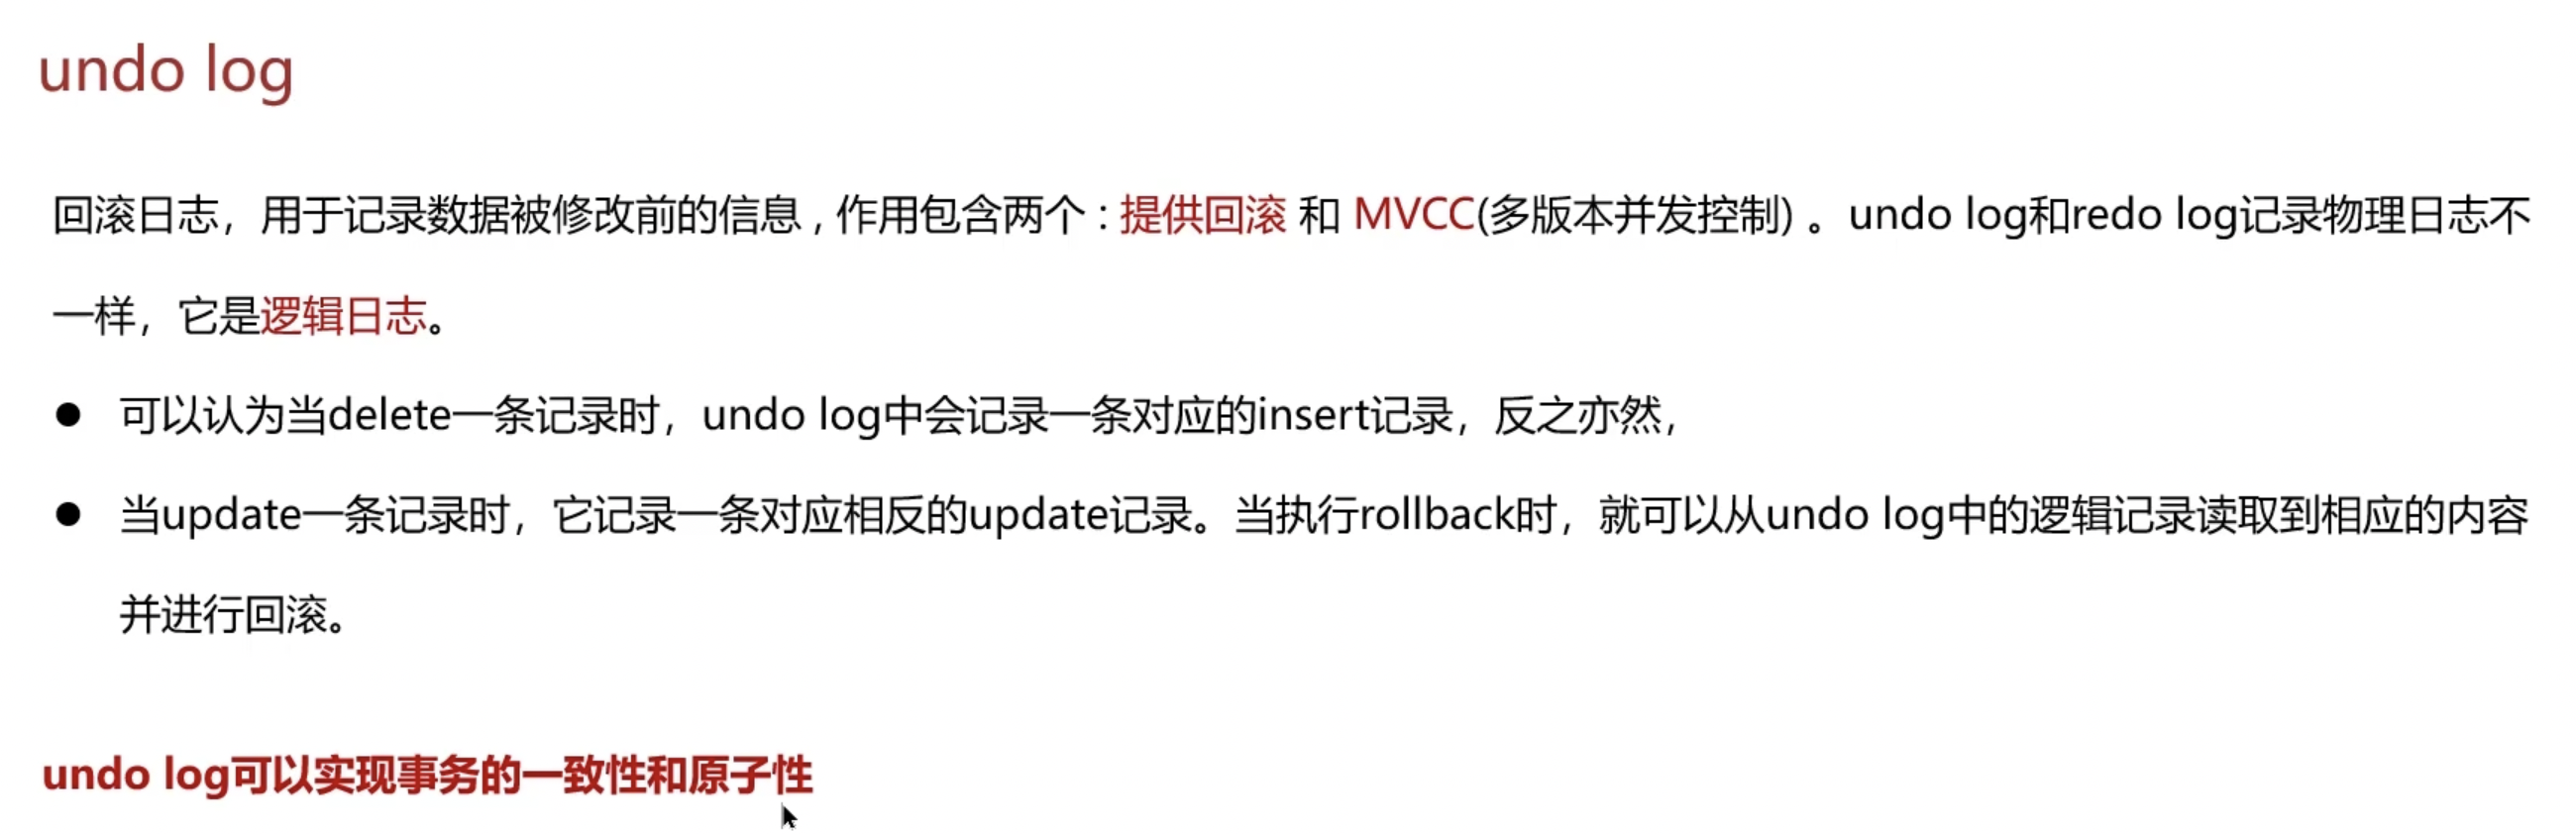 undo log
回滚日志，用于记录数据被修改前的信息 , 作用包含两个 : 提供回滚 和 MVCC(多版本并发控制) 。undo log和redo log记录物理日志不
一样，它是逻辑日志。
● 可以认为当delete一条记录时，undo log中会记录一条对应的insert记录，反之亦然，
● 当update一条记录时，它记录一条对应相反的update记录。当执行rollback时，就可以从undo log中的逻辑记录读取到相应的内容
并进行回滚。
undo log可以实现事务的一致性和原子性